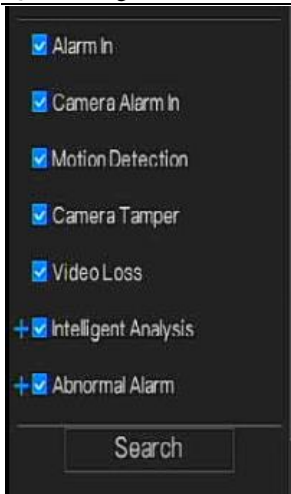 Alarm In
Camera Alarm In
Motion Detection
Camera Tamper
Video Loss
Intelligent Analysis
Abnormal Alarm
Search